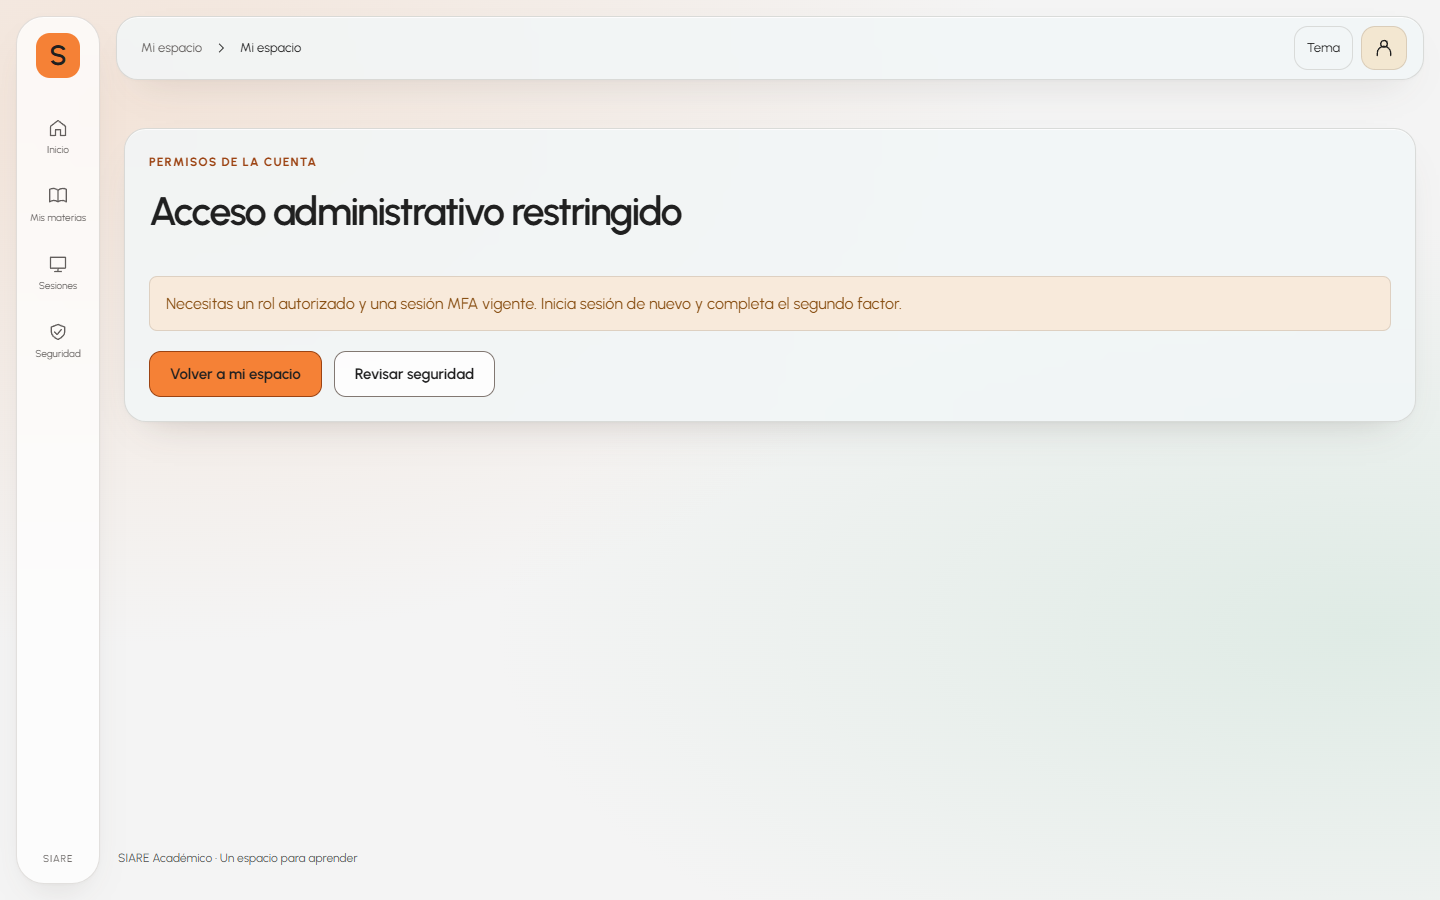 S
Mi espacio > Mi espacio
Tema
Inicio
Mis materias
Sesiones
Seguridad
PERMISOS DE LA CUENTA
Acceso administrativo restringido
Necesitas un rol autorizado y una sesión MFA vigente. Inicia sesión de nuevo y completa el segundo factor.
Volver a mi espacio
Revisar seguridad
SIARE
SIARE Académico · Un espacio para aprender